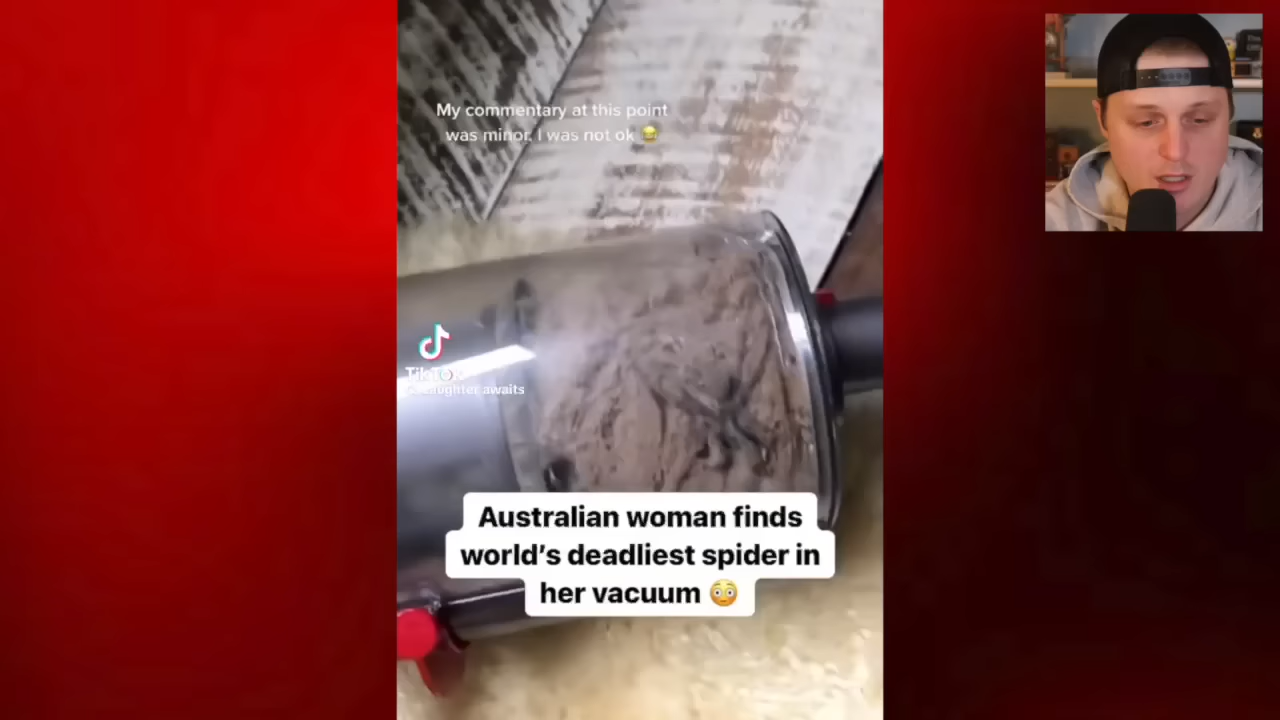 My commentary at this point
was minor. I was not ok 😂
TikTok
Australian woman finds
world's deadliest spider in
her vacuum 😳